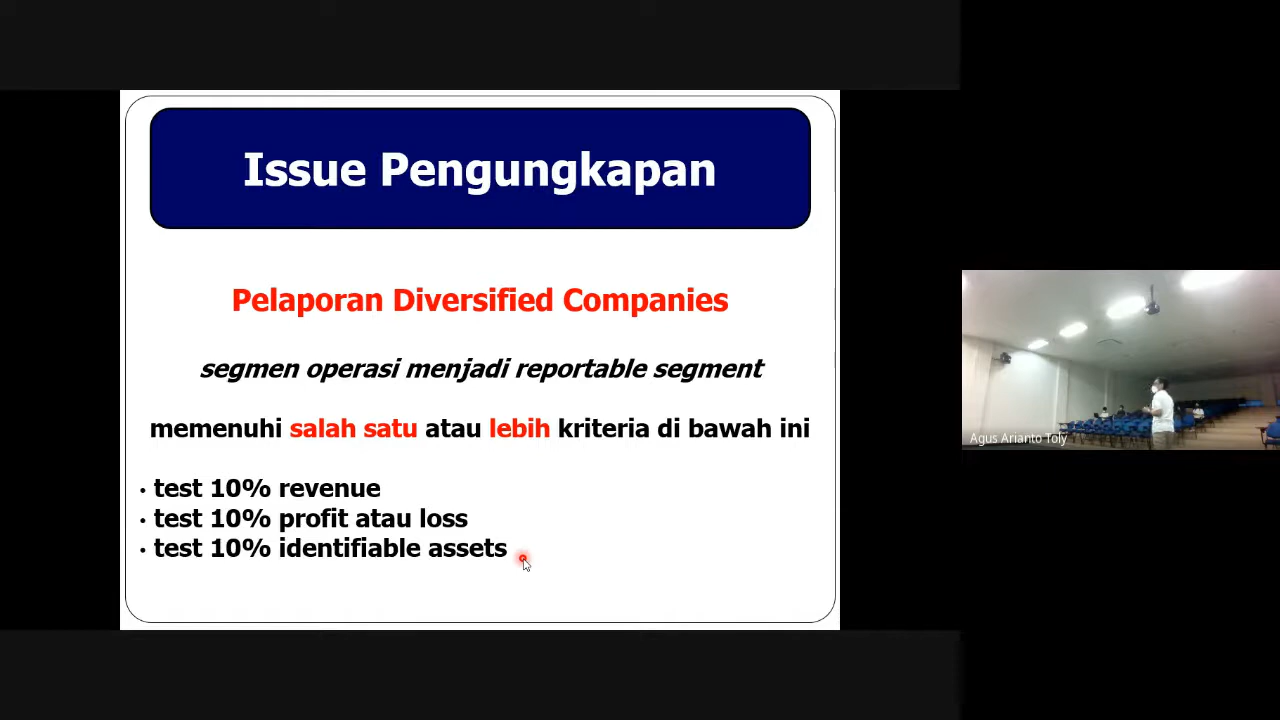 Issue Pengungkapan
Pelaporan Diversified Companies
segmen operasi menjadi reportable segment
memenuhi salah satu atau lebih kriteria di bawah ini
• test 10% revenue
• test 10% profit atau loss
• test 10% identifiable assets
Agus Arianto Toly